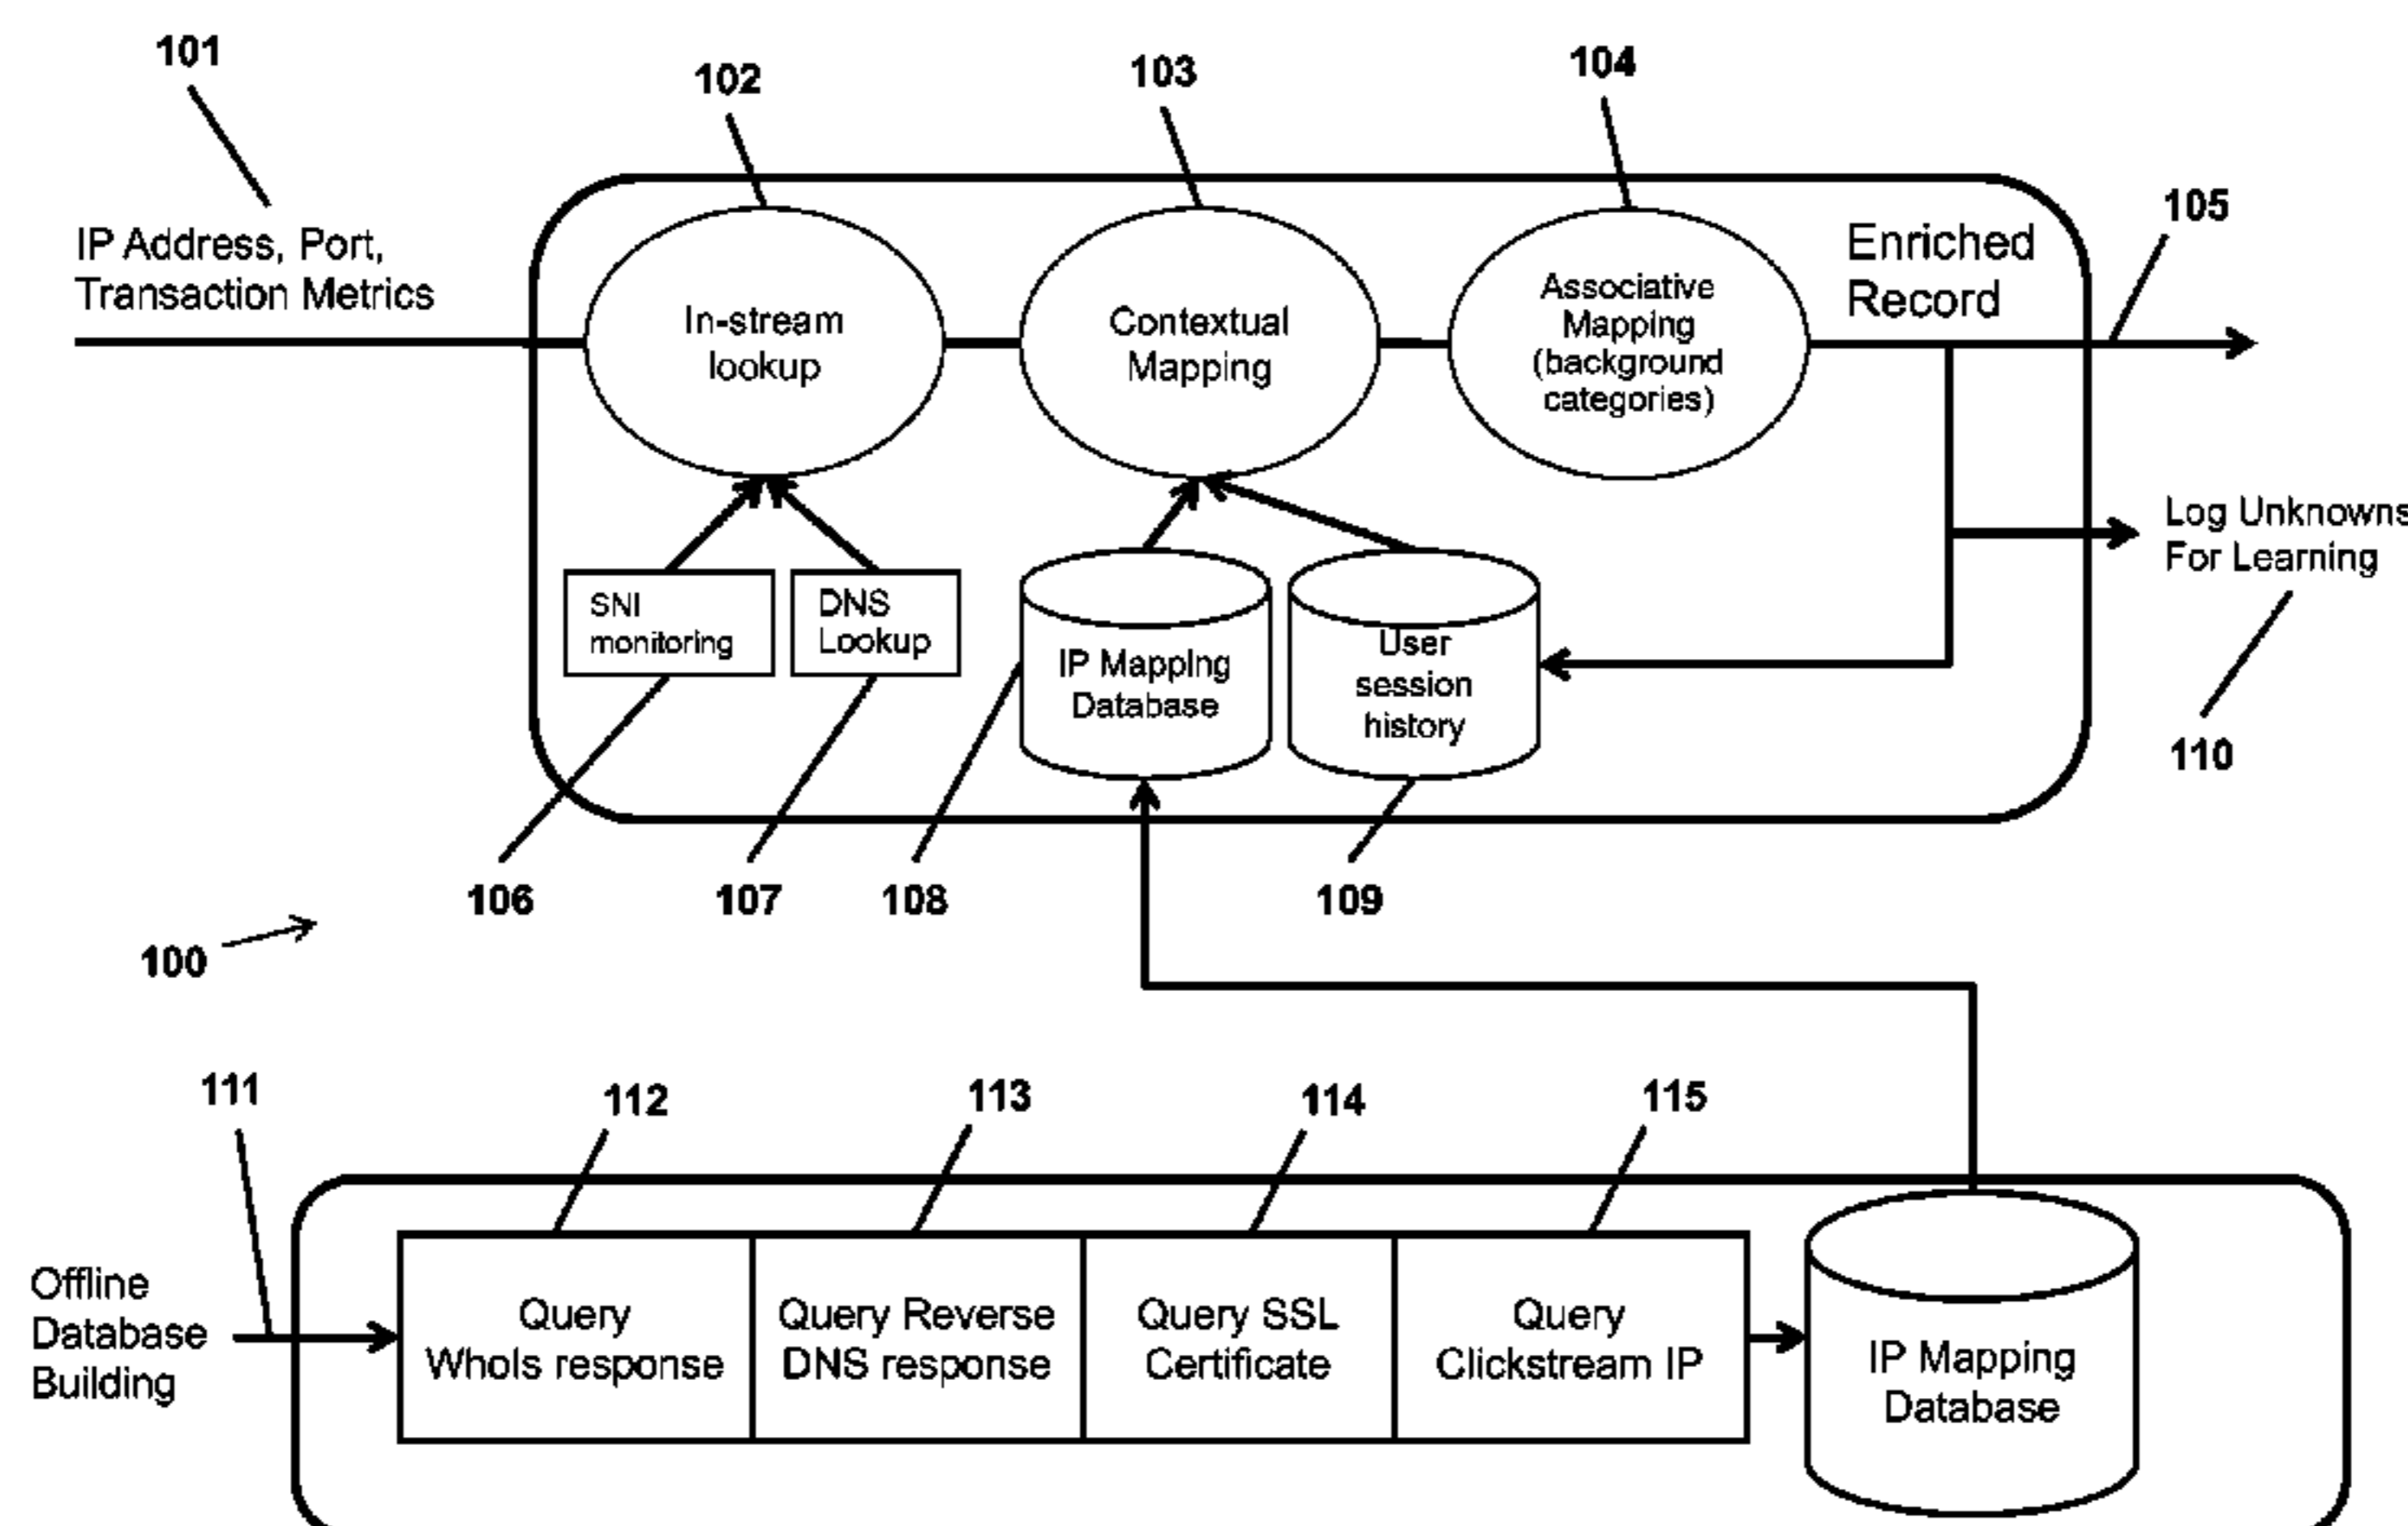 101
102
103
104
105
IP Address, Port,
Transaction Metrics
In-stream
lookup
Contextual
Mapping
Associative
Mapping
(background
categories)
Enriched
Record
SNI
monitoring
DNS
Lookup
IP Mapping
Database
User
session
history
Log Unknowns
For Learning
110
106
107
108
109
100
111
112
113
114
115
Offline
Database
Building
Query
WhoIs response
Query Reverse
DNS response
Query SSL
Certificate
Query
Clickstream IP
IP Mapping
Database